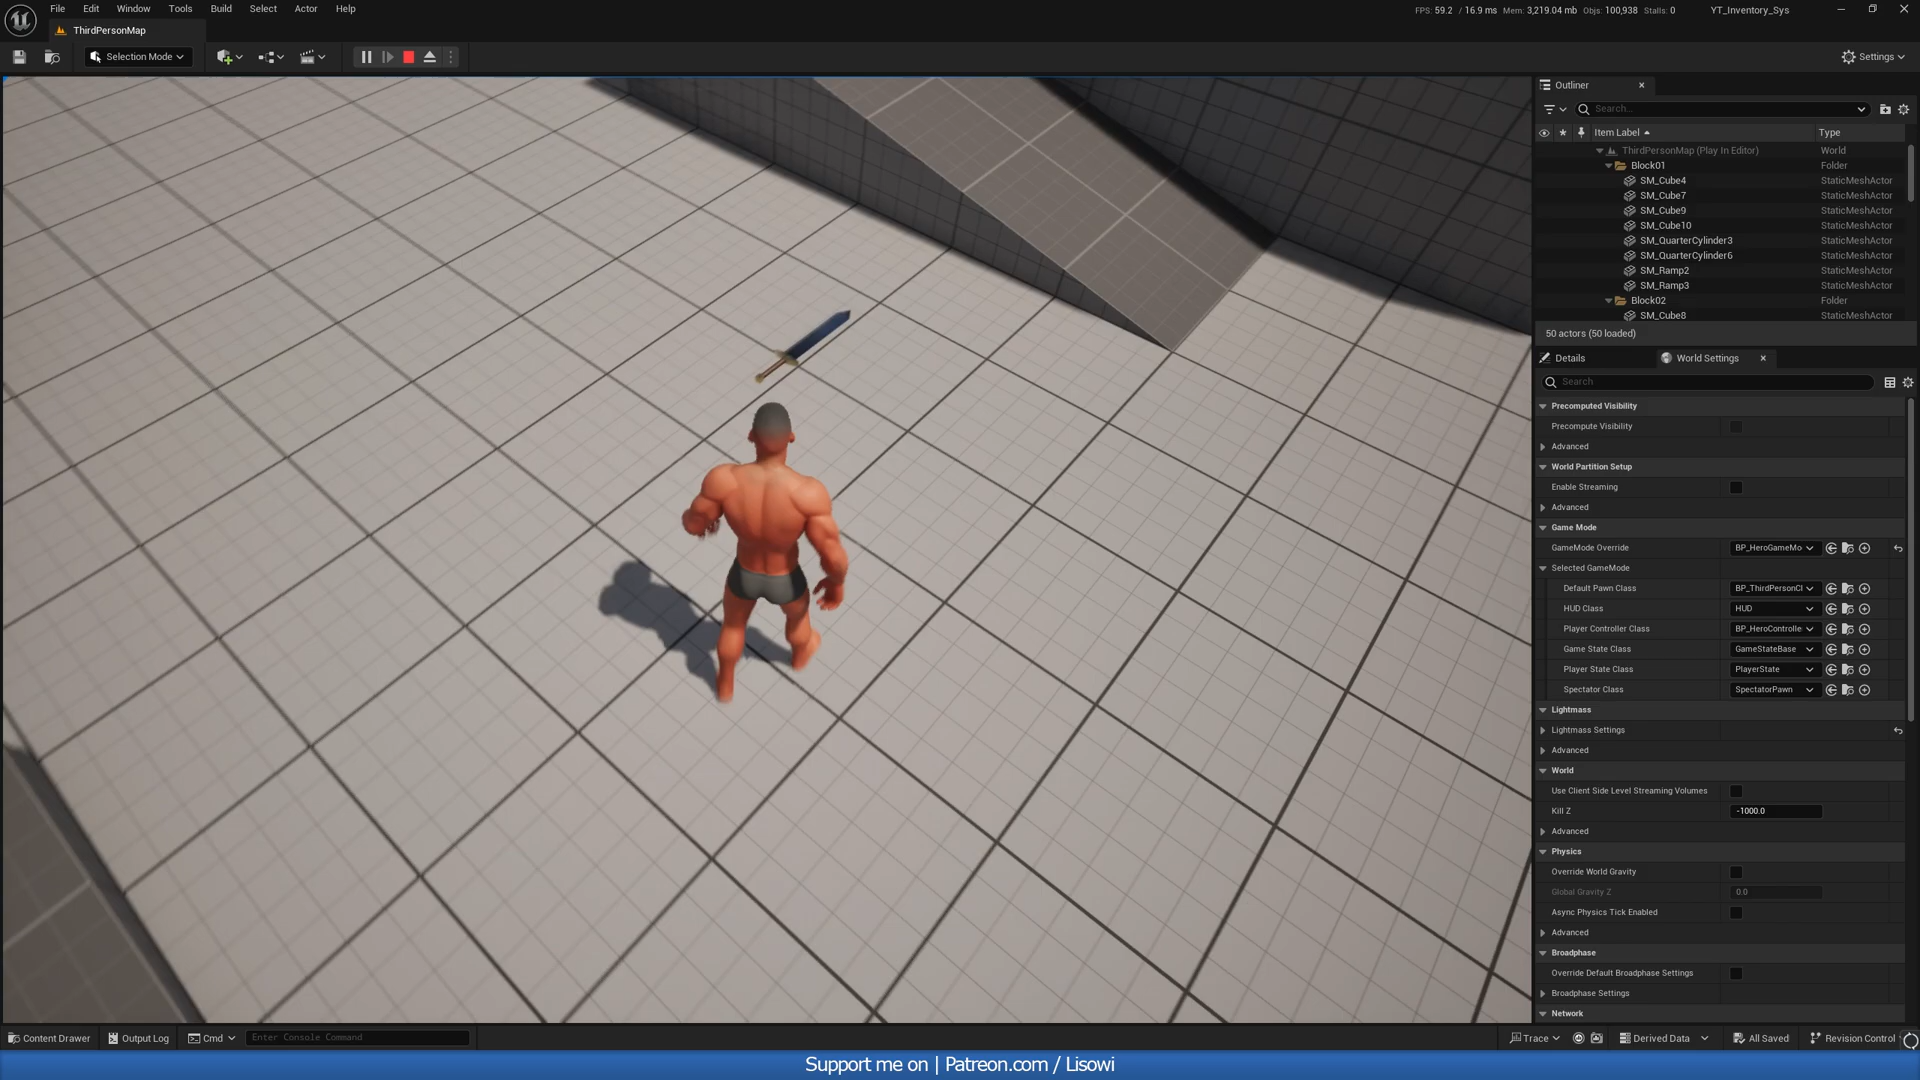 File Edit Window Tools Build Select Actor Help
FPS: 59.2 / 16.9 ms Mem: 3,219.04 mb Objs: 100,938 Stalls: 0 YT_Inventory_Sys
ThirdPersonMap
Selection Mode
Settings
Outliner
Search...
Item Label Type
ThirdPersonMap (Play In Editor) World
Block01 Folder
SM_Cube4 StaticMeshActor
SM_Cube7 StaticMeshActor
SM_Cube9 StaticMeshActor
SM_Cube10 StaticMeshActor
SM_QuarterCylinder3 StaticMeshActor
SM_QuarterCylinder6 StaticMeshActor
SM_Ramp2 StaticMeshActor
SM_Ramp3 StaticMeshActor
Block02 Folder
SM_Cube8 StaticMeshActor
50 actors (50 loaded)
Details World Settings
Search
Precomputed Visibility
Precompute Visibility
Advanced
World Partition Setup
Enable Streaming
Advanced
Game Mode
GameMode Override BP_HeroGameMo
Selected GameMode
Default Pawn Class BP_ThirdPersonCl
HUD Class HUD
Player Controller Class BP_HeroControlle
Game State Class GameStateBase
Player State Class PlayerState
Spectator Class SpectatorPawn
Lightmass
Lightmass Settings
Advanced
World
Use Client Side Level Streaming Volumes
Kill Z -1000.0
Advanced
Physics
Override World Gravity
Global Gravity Z 0.0
Async Physics Tick Enabled
Advanced
Broadphase
Override Default Broadphase Settings
Broadphase Settings
Network
Content Drawer Output Log Cmd Enter Console Command
Trace Derived Data All Saved Revision Control
Support me on | Patreon.com / Lisowi